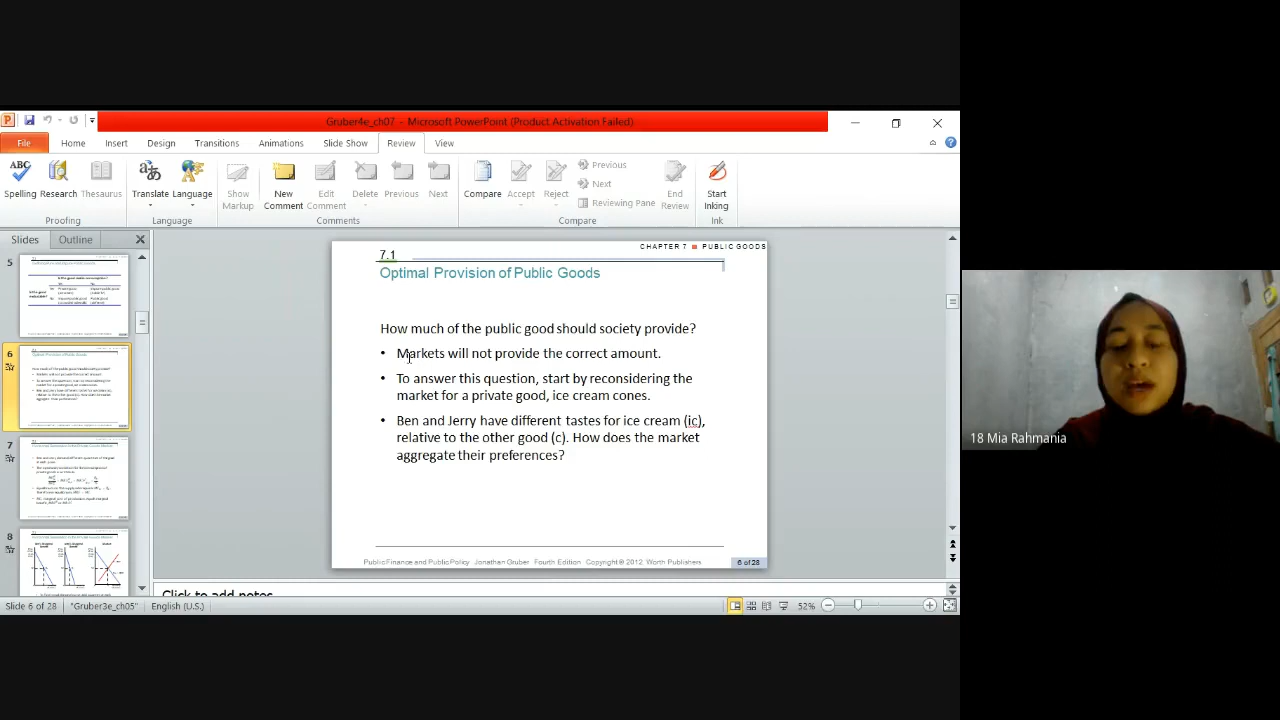 Gruber4e_ch07 - Microsoft PowerPoint (Product Activation Failed)
File Home Insert Design Transitions Animations Slide Show Review View
ABC
Spelling Research Thesaurus
Translate Language
Show Markup
New Comment
Edit Comment
Delete
Previous
Next
Compare
Accept
Reject
Previous
Next
Reviewing Pane
End Review
Start Inking
Proofing
Language
Comments
Compare
Ink
Slides Outline
5
6
7
8
CHAPTER 7 ■ PUBLIC GOODS
7.1
Optimal Provision of Public Goods
How much of the public good should society provide?
• Markets will not provide the correct amount.
• To answer this question, start by reconsidering the
market for a private good, ice cream cones.
• Ben and Jerry have different tastes for ice cream (ic),
relative to the other good (c). How does the market
aggregate their preferences?
Public Finance and Public Policy Jonathan Gruber Fourth Edition Copyright © 2012 Worth Publishers
6 of 28
Click to add notes
Slide 6 of 28 "Gruber3e_ch05" English (U.S.) 52%
18 Mia Rahmania